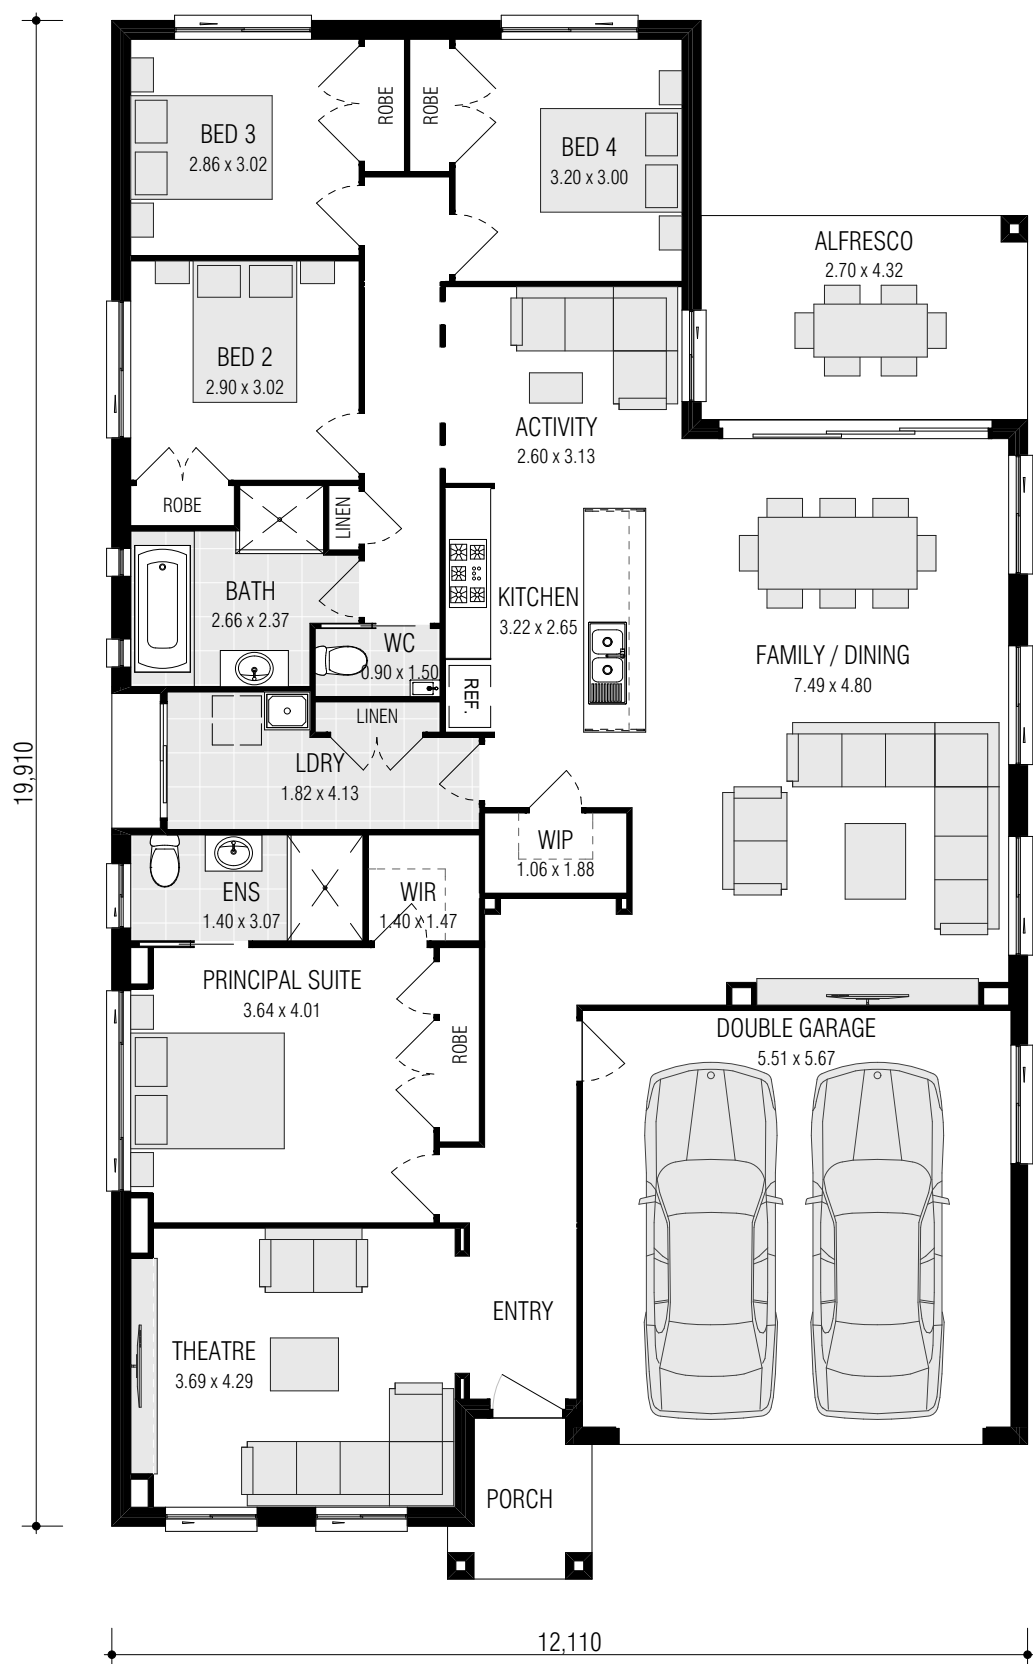 ROBE
ROBE
BED 3
2.86 x 3.02
BED 4
3.20 x 3.00
ALFRESCO
2.70 x 4.32
BED 2
2.90 x 3.02
ACTIVITY
2.60 x 3.13
ROBE
LINEN
BATH
2.66 x 2.37
KITCHEN
3.22 x 2.65
WC
0.90 x 1.50
FAMILY / DINING
7.49 x 4.80
REF.
LINEN
LDRY
1.82 x 4.13
19,910
WIP
1.06 x 1.88
ENS
1.40 x 3.07
WIR
1.40 x 1.47
PRINCIPAL SUITE
3.64 x 4.01
ROBE
DOUBLE GARAGE
5.51 x 5.67
ENTRY
THEATRE
3.69 x 4.29
PORCH
12,110